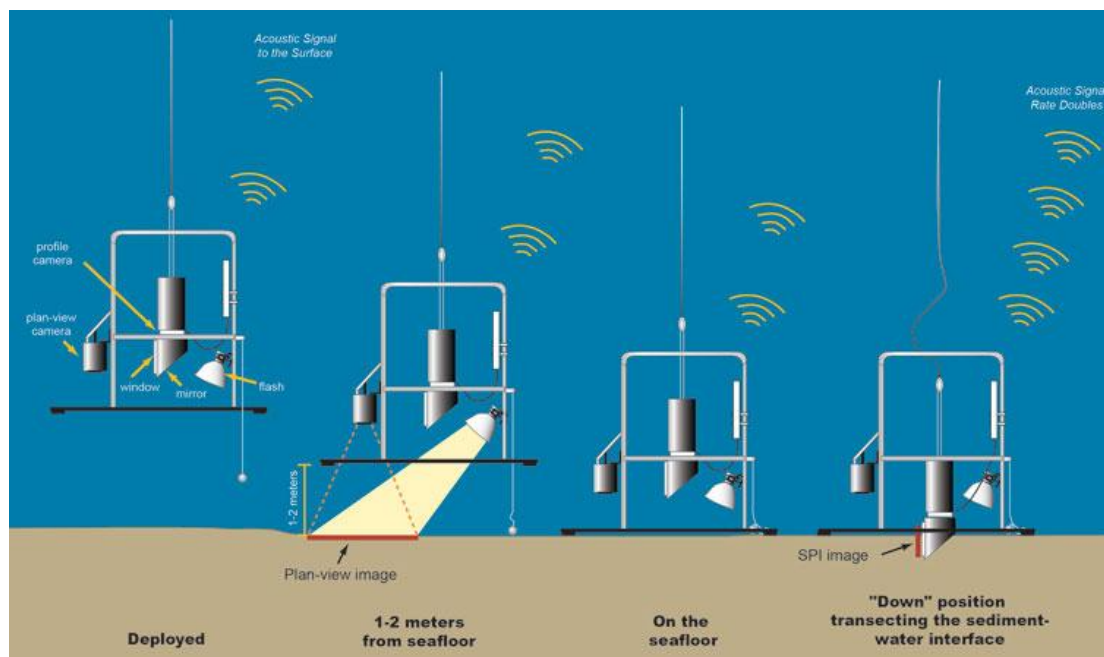 Acoustic Signal
to the Surface
Acoustic Signal
Rate Doubles
profile
camera
plan-view
camera
window
mirror
flash
1-2 meters
Plan-view image
SPI image
Deployed
1-2 meters
from seafloor
On the
seafloor
"Down" position
transecting the sediment-
water interface